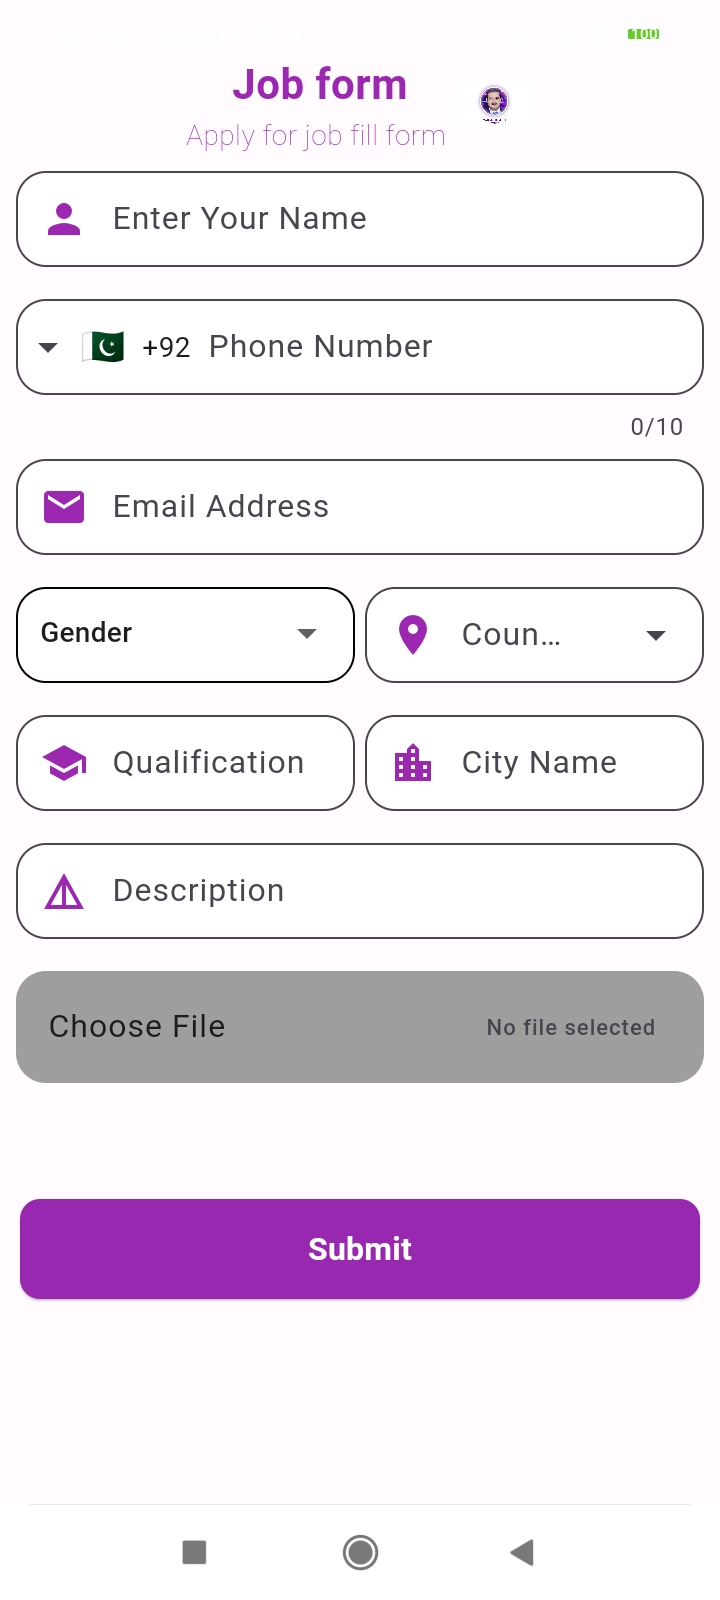 100
Job form
Apply for job fill form
Enter Your Name
+92 Phone Number
0/10
Email Address
Gender
Coun…
Qualification
City Name
Description
Choose File
No file selected
Submit